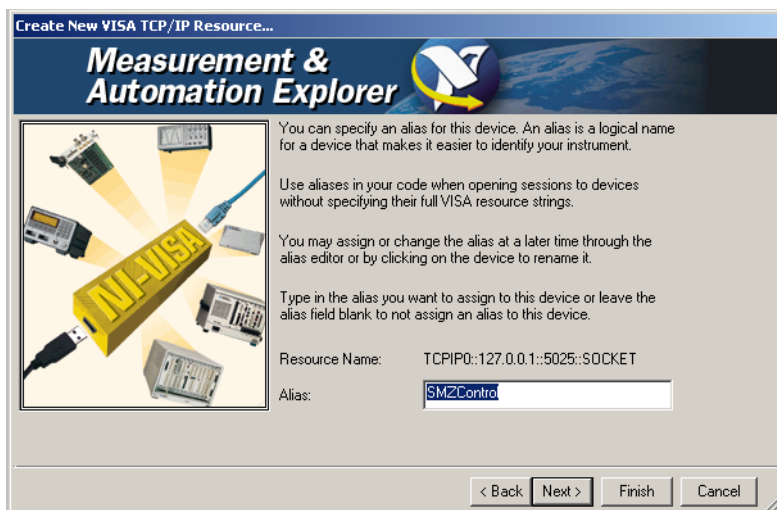 Create New VISA TCP/IP Resource...
Measurement &
Automation Explorer
You can specify an alias for this device. An alias is a logical name
for a device that makes it easier to identify your instrument.
Use aliases in your code when opening sessions to devices
without specifying their full VISA resource strings.
You may assign or change the alias at a later time through the
alias editor or by clicking on the device to rename it.
Type in the alias you want to assign to this device or leave the
alias field blank to not assign an alias to this device.
NI-VISA
Resource Name: TCPIP0::127.0.0.1::5025::SOCKET
Alias: SMZControl
< Back Next > Finish Cancel